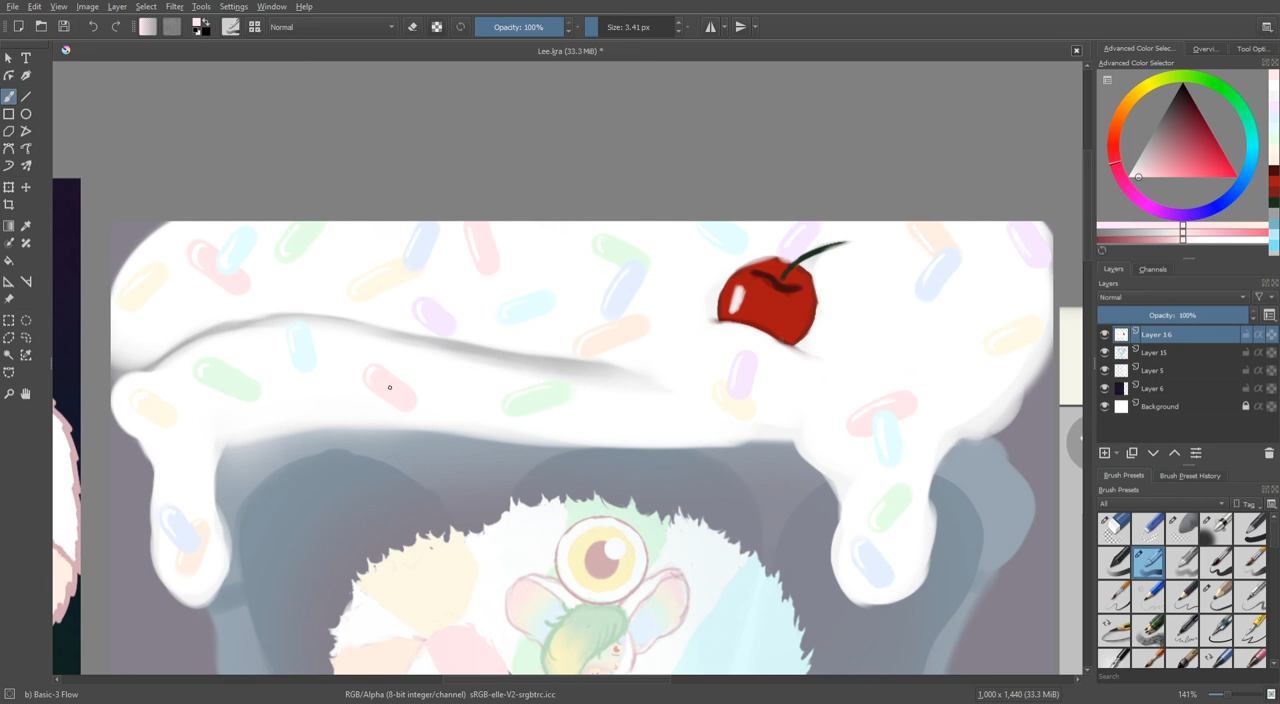 File Edit View Image Layer Select Filter Tools Settings Window Help
Normal Opacity: 100% Size: 3.41 px
Lee.kra (33.3 MiB) *
Advanced Color Selec... Overvi... Tool Opti...
Advanced Color Selector
Layers Channels
Layers
Normal
Opacity: 100%
Layer 16
Layer 15
Layer 5
Layer 6
Background
Brush Presets Brush Preset History
Brush Presets
All Tag
Search
b) Basic-3 Flow RGB/Alpha (8-bit integer/channel) sRGB-elle-V2-srgbtrc.icc 1,000 x 1,440 (33.3 MiB) 141%